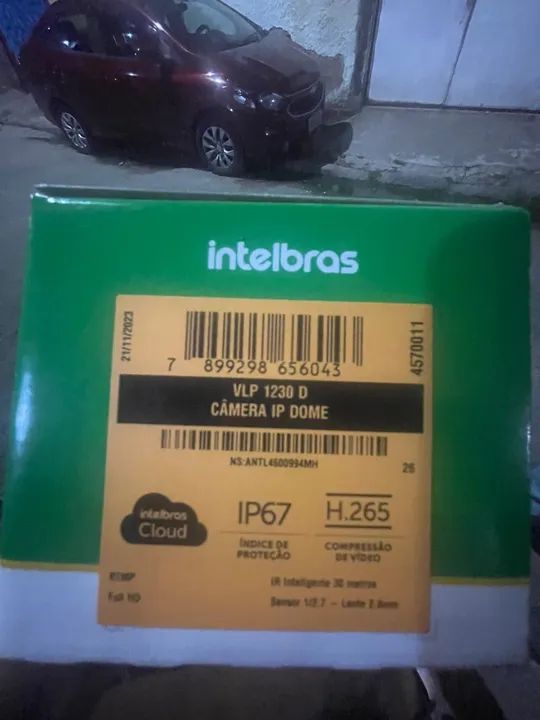 intelbras
21/11/2023
7 899298 656043
4570011
VLP 1230 D
CÂMERA IP DOME
NS:ANTL4600994MH
26
intelbras
Cloud
IP67
ÍNDICE DE
PROTEÇÃO
H.265
COMPRESSÃO
DE VÍDEO
RTMP
Full HD
IR Inteligente 30 metros
Sensor 1/2.7 - Lente 2.8mm